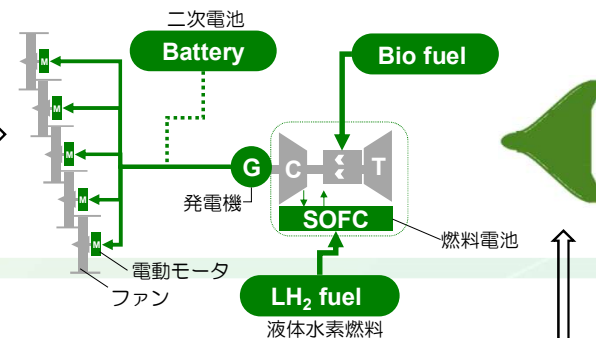 二次電池
Battery
Bio fuel
M
M
M
M
M
G
C
T
発電機
SOFC
燃料電池
電動モータ
ファン
LH₂ fuel
液体水素燃料